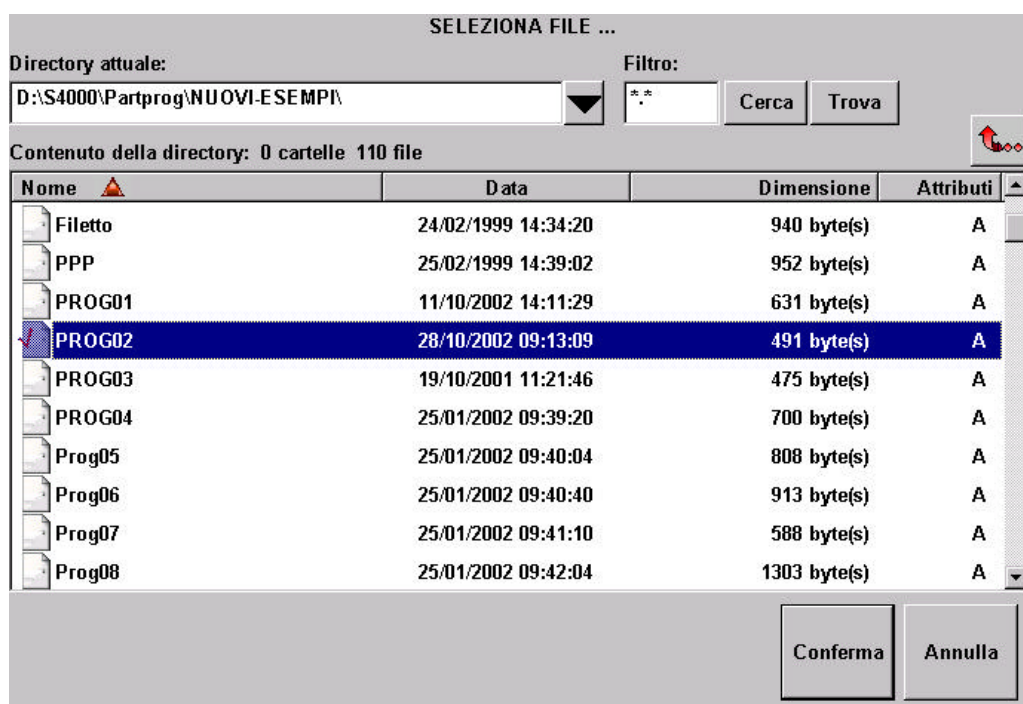 SELEZIONA FILE ...
Directory attuale: Filtro:
D:\S4000\Partprog\NUOVI-ESEMPI\ *.* Cerca Trova
Contenuto della directory: 0 cartelle 110 file
Nome Data Dimensione Attributi
Filetto 24/02/1999 14:34:20 940 byte(s) A
PPP 25/02/1999 14:39:02 952 byte(s) A
PROG01 11/10/2002 14:11:29 631 byte(s) A
PROG02 28/10/2002 09:13:09 491 byte(s) A
PROG03 19/10/2001 11:21:46 475 byte(s) A
PROG04 25/01/2002 09:39:20 700 byte(s) A
Prog05 25/01/2002 09:40:04 808 byte(s) A
Prog06 25/01/2002 09:40:40 913 byte(s) A
Prog07 25/01/2002 09:41:10 588 byte(s) A
Prog08 25/01/2002 09:42:04 1303 byte(s) A
Conferma Annulla